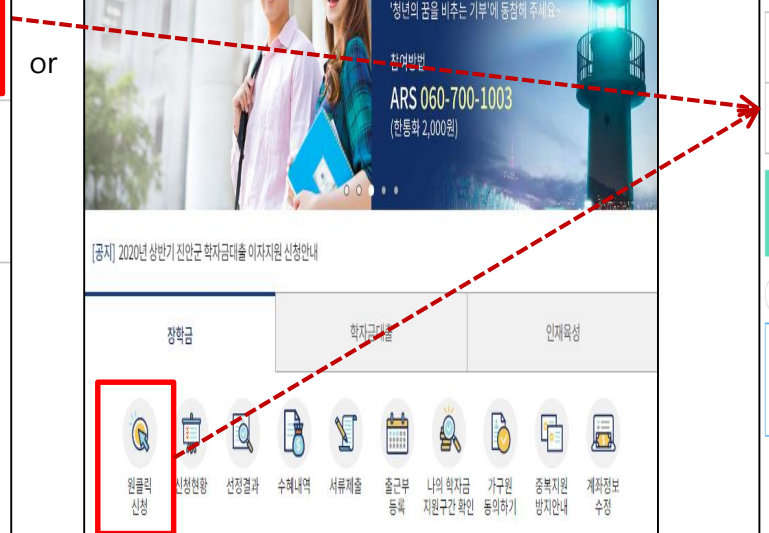 or
'청년의 꿈을 비추는 기부'에 동참해 주세요~
참여방법
ARS 060-700-1003
(한통화 2,000원)
[공지] 2020년 상반기 진안군 학자금대출 이자지원 신청안내
장학금
학자금대출
인재육성
원클릭
신청
신청현황
선정결과
수혜내역
서류제출
출근부
등록
나의 학자금
지원구간 확인
가구원
동의하기
중복지원
방지안내
계좌정보
수정